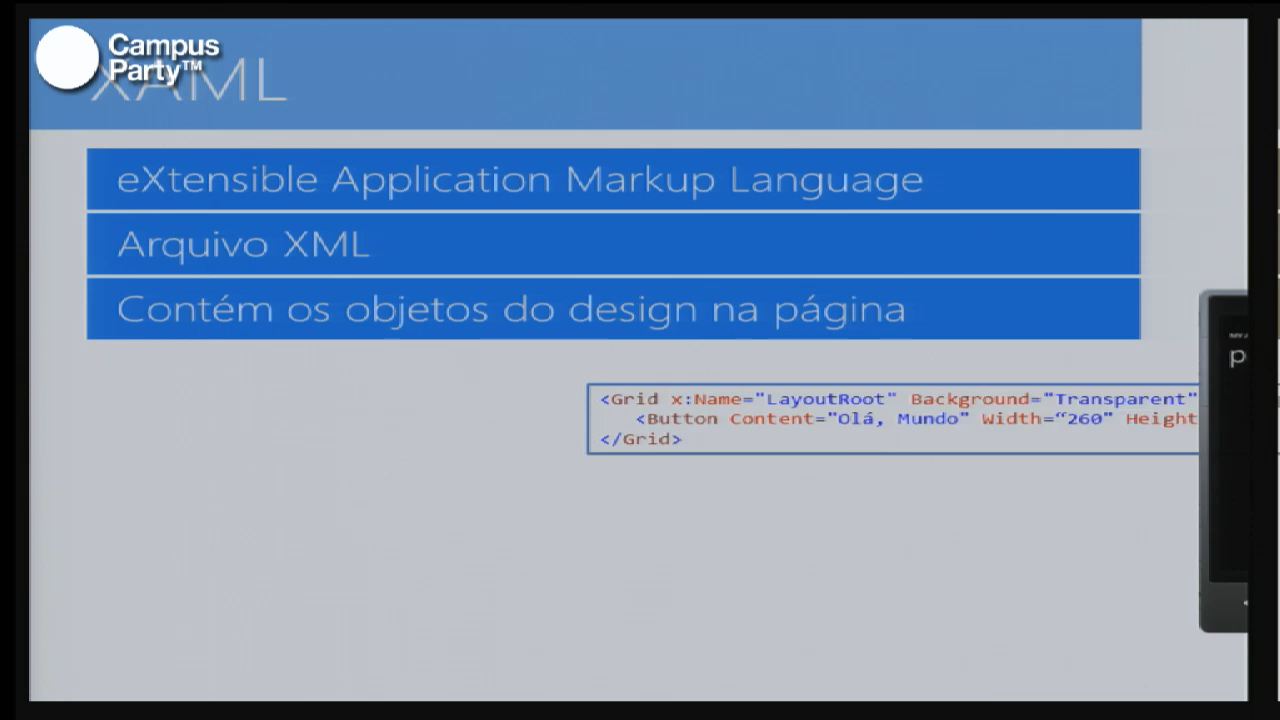 Campus
Party™
XAML
eXtensible Application Markup Language
Arquivo XML
Contém os objetos do design na página
<Grid x:Name="LayoutRoot" Background="Transparent"
<Button Content="Olá, Mundo" Width=“260" Height
</Grid>
p